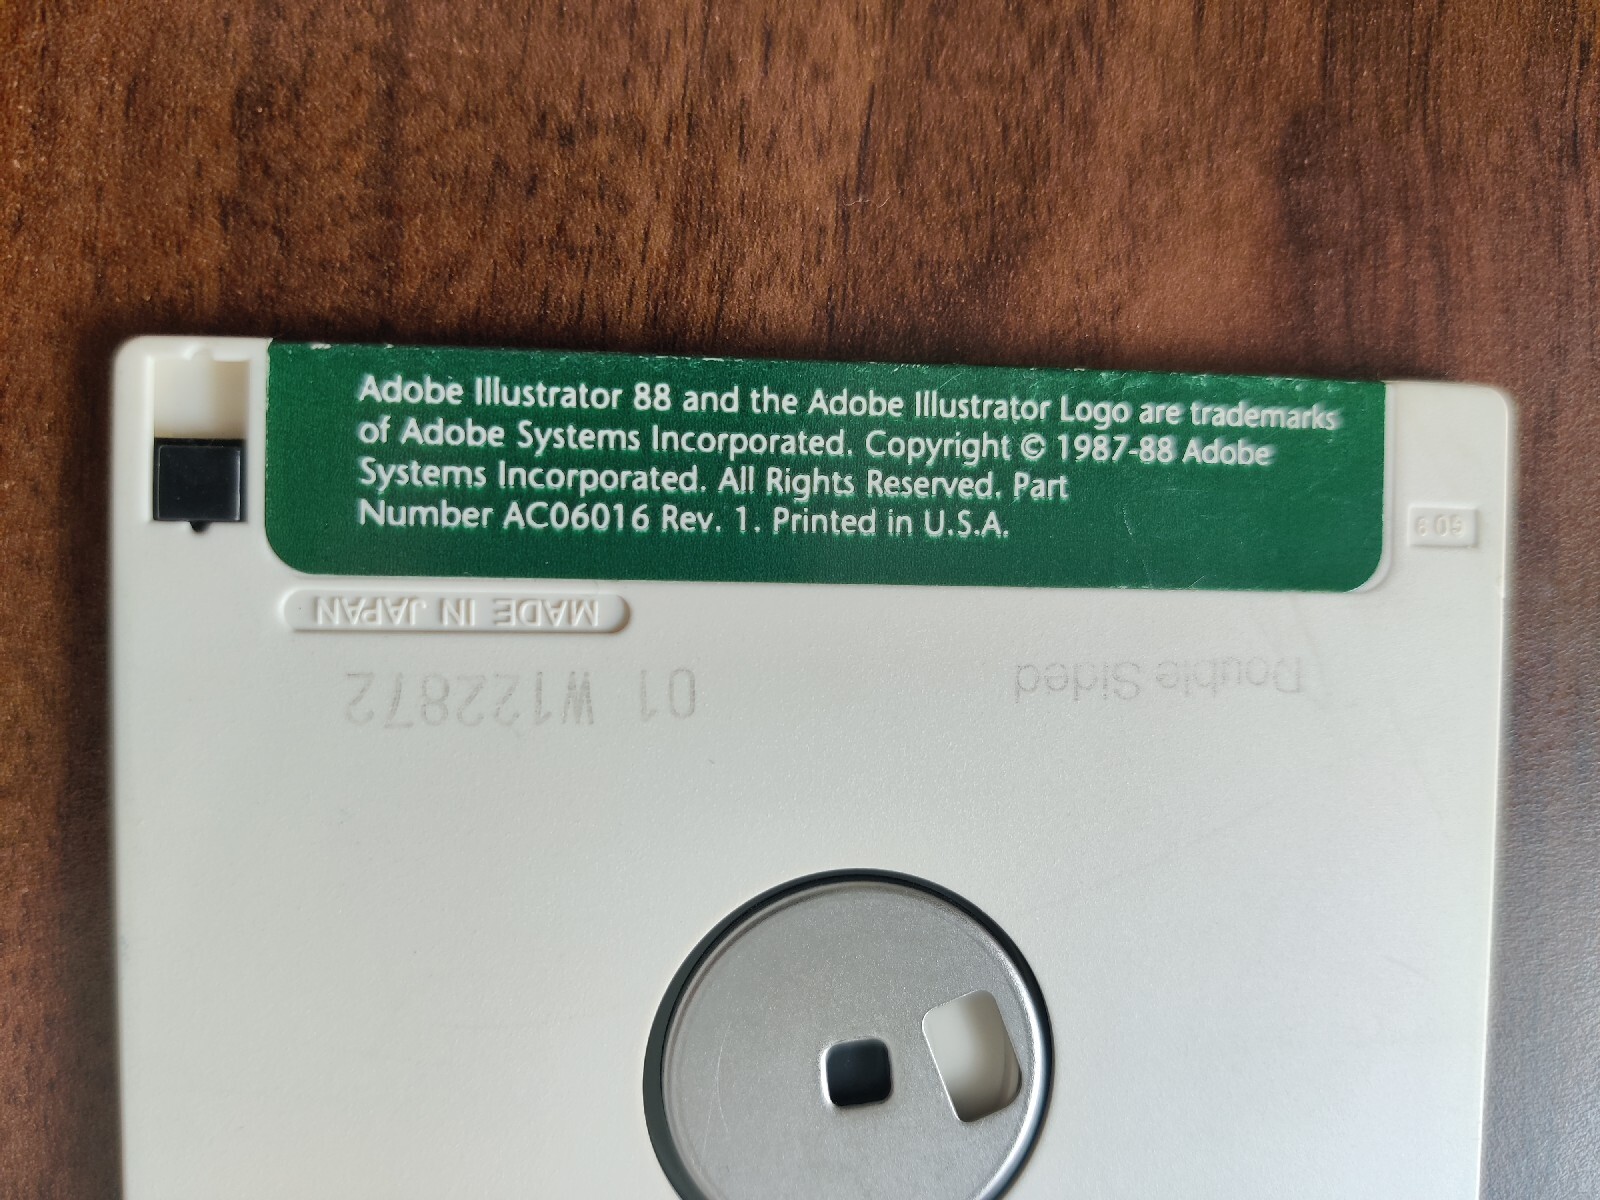 Adobe Illustrator 88 and the Adobe Illustrator Logo are trademarks
of Adobe Systems Incorporated. Copyright © 1987-88 Adobe
Systems Incorporated. All Rights Reserved. Part
Number AC06016 Rev. 1. Printed in U.S.A.
MADE IN JAPAN
01 W122872
Double Sided